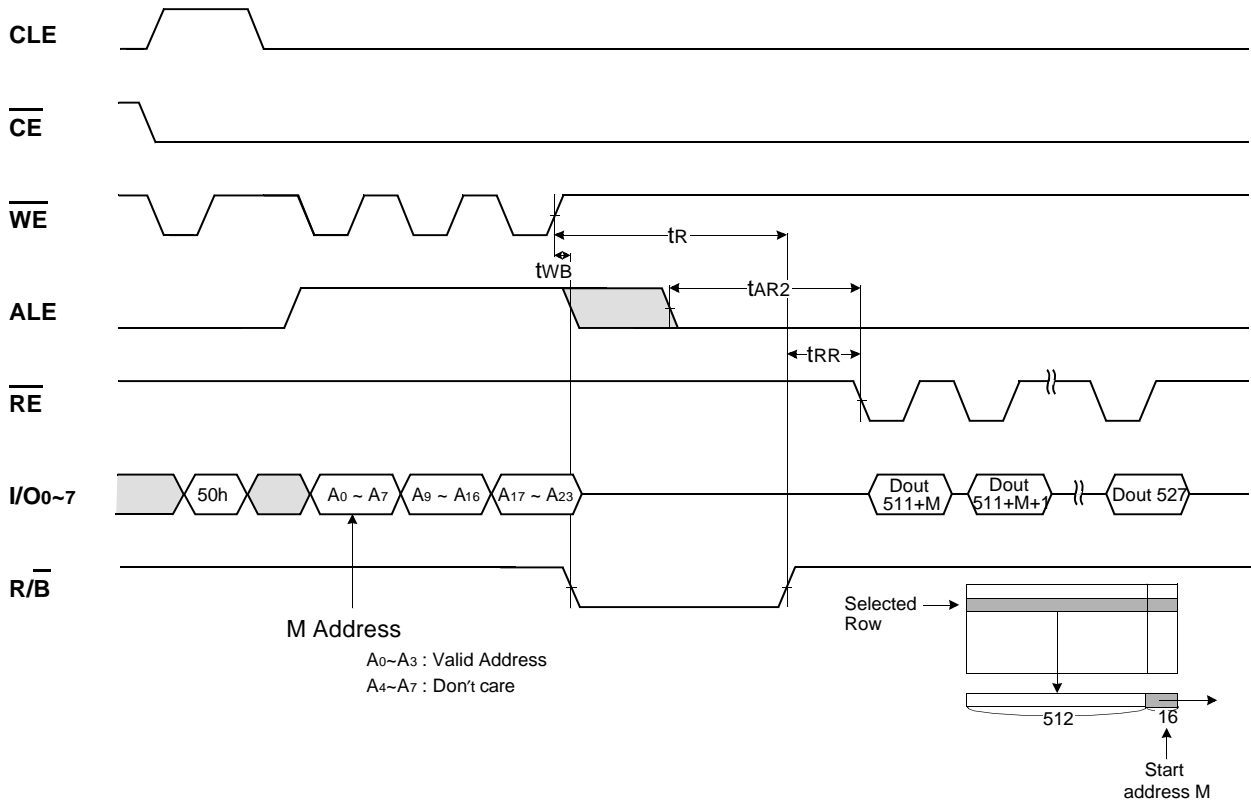 CLE
CE
WE
tR
tWB
ALE
tAR2
tRR
RE
I/O0~7
50h
A0 ~ A7
A9 ~ A16
A17 ~ A23
Dout
511+M
Dout
511+M+1
Dout 527
R/B
M Address
A0~A3 : Valid Address
A4~A7 : Don't care
Selected
Row
512
16
Start
address M